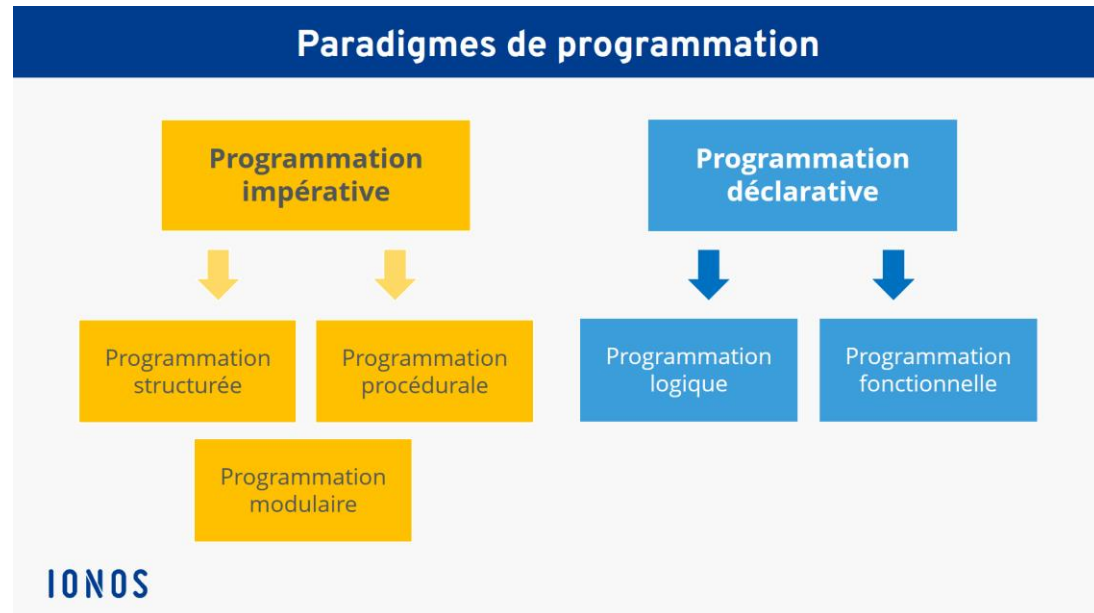 Paradigmes de programmation
Programmation
impérative
Programmation
déclarative
Programmation
structurée
Programmation
procédurale
Programmation
logique
Programmation
fonctionnelle
Programmation
modulaire
IONOS